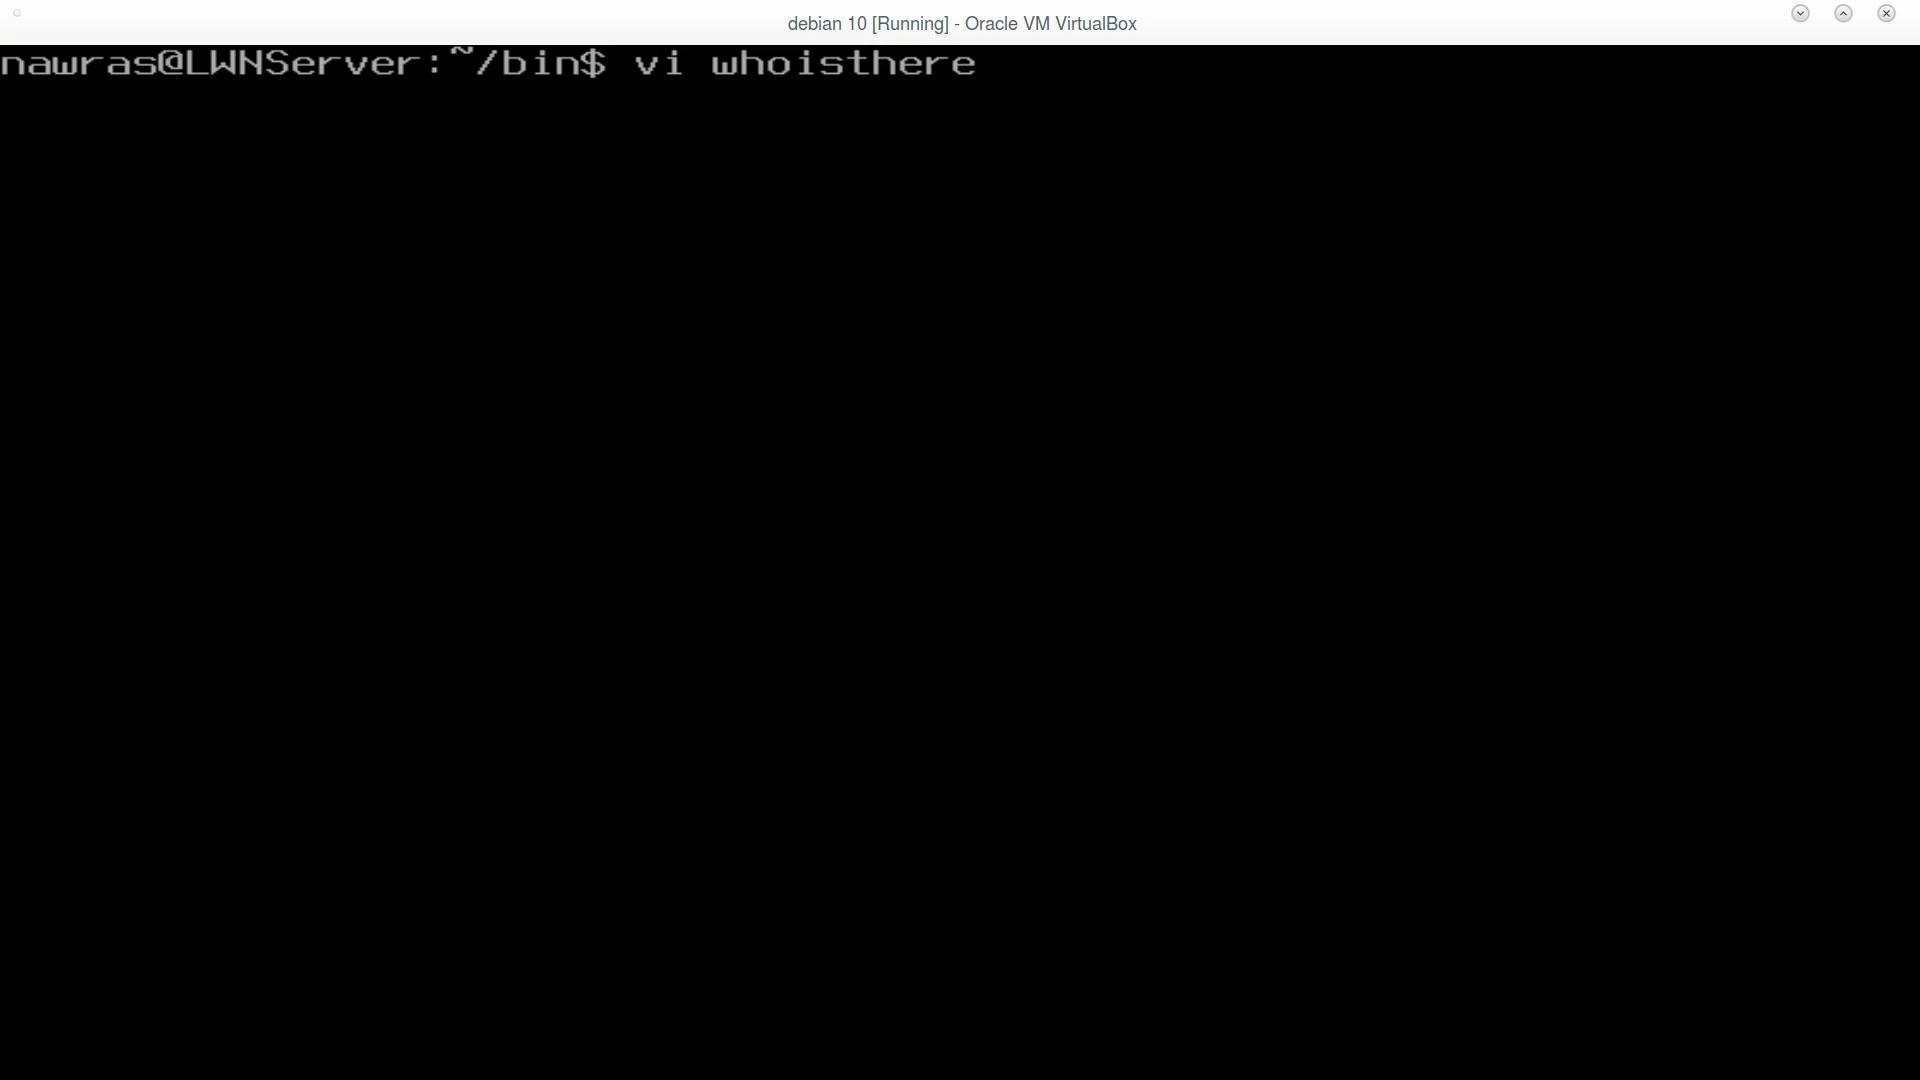 debian 10 [Running] - Oracle VM VirtualBox
nawras@LWNServer:~/bin$ vi whoisthere